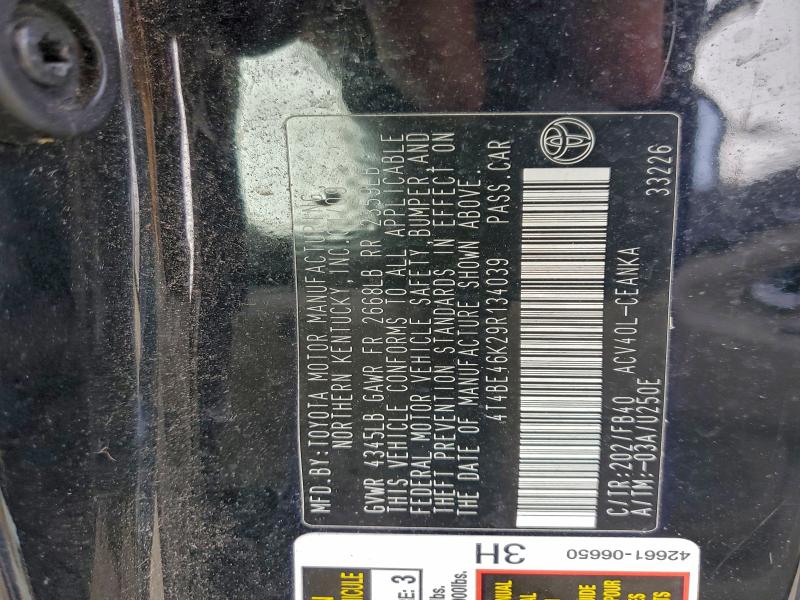 MFD.BY: TOYOTA MOTOR MANUFACTURING
NORTHERN KENTUCKY INC.
GVWR 4345LB GAWR FR 2668LB RR 2359LB
THIS VEHICLE CONFORMS TO ALL APPLICABLE
FEDERAL MOTOR VEHICLE SAFETY BUMPER AND
THEFT PREVENTION STANDARDS IN EFFECT ON
THE DATE OF MANUFACTURE SHOWN ABOVE.
4T4BE46K29R134039 PASS.CAR
C/TR:202/FB40 ACV40L-CEANKA
A/TM:-03A/U250E 33226
3H
42661-06650
E: 3